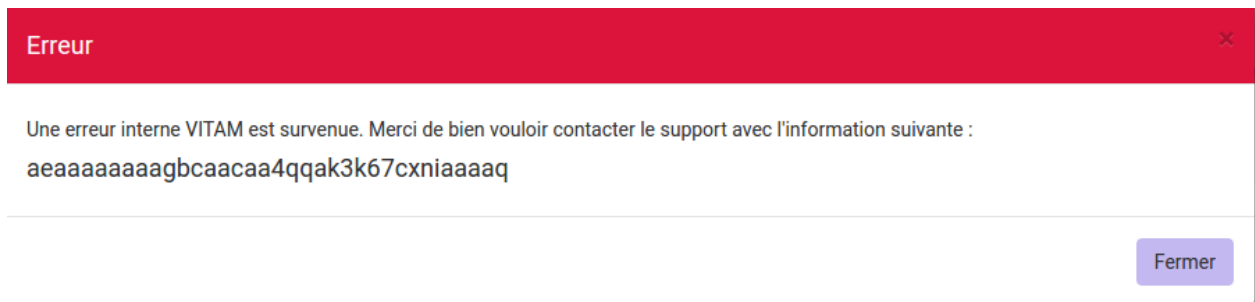 Erreur
×
Une erreur interne VITAM est survenue. Merci de bien vouloir contacter le support avec l'information suivante :
aeaaaaaaaagbcaacaa4qqak3k67cxniaaaaq
Fermer